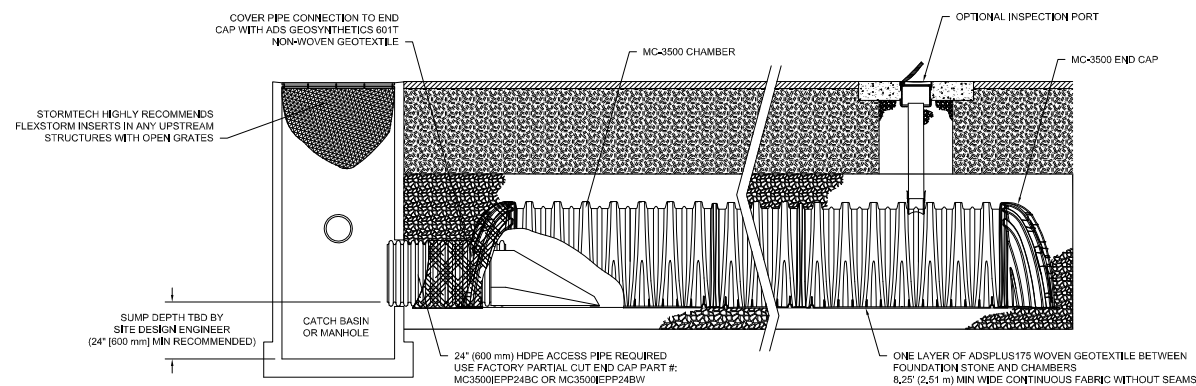 COVER PIPE CONNECTION TO END
CAP WITH ADS GEOSYNTHETICS 601T
NON-WOVEN GEOTEXTILE
OPTIONAL INSPECTION PORT
MC-3500 CHAMBER
MC-3500 END CAP
STORMTECH HIGHLY RECOMMENDS
FLEXSTORM INSERTS IN ANY UPSTREAM
STRUCTURES WITH OPEN GRATES
SUMP DEPTH TBD BY
SITE DESIGN ENGINEER
(24" [600 mm] MIN RECOMMENDED)
CATCH BASIN
OR MANHOLE
24" (600 mm) HDPE ACCESS PIPE REQUIRED
USE FACTORY PARTIAL CUT END CAP PART #:
MC3500IEPP24BC OR MC3500IEPP24BW
ONE LAYER OF ADSPLUS175 WOVEN GEOTEXTILE BETWEEN
FOUNDATION STONE AND CHAMBERS
8.25' (2.51 m) MIN WIDE CONTINUOUS FABRIC WITHOUT SEAMS